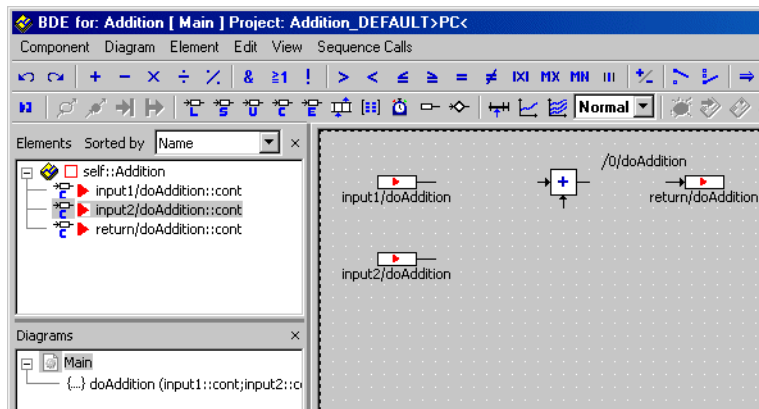 BDE for: Addition [ Main ] Project: Addition_DEFAULT>PC<
Component Diagram Element Edit View Sequence Calls
+ − × ÷ % & ≥1 ! > < ≤ ≥ = ≠ |X| MX MN
L S U C E Normal
Elements Sorted by Name
self::Addition
input1/doAddition::cont
input2/doAddition::cont
return/doAddition::cont
Diagrams
Main
{...} doAddition (input1::cont;input2::c
/0/doAddition
input1/doAddition
return/doAddition
input2/doAddition